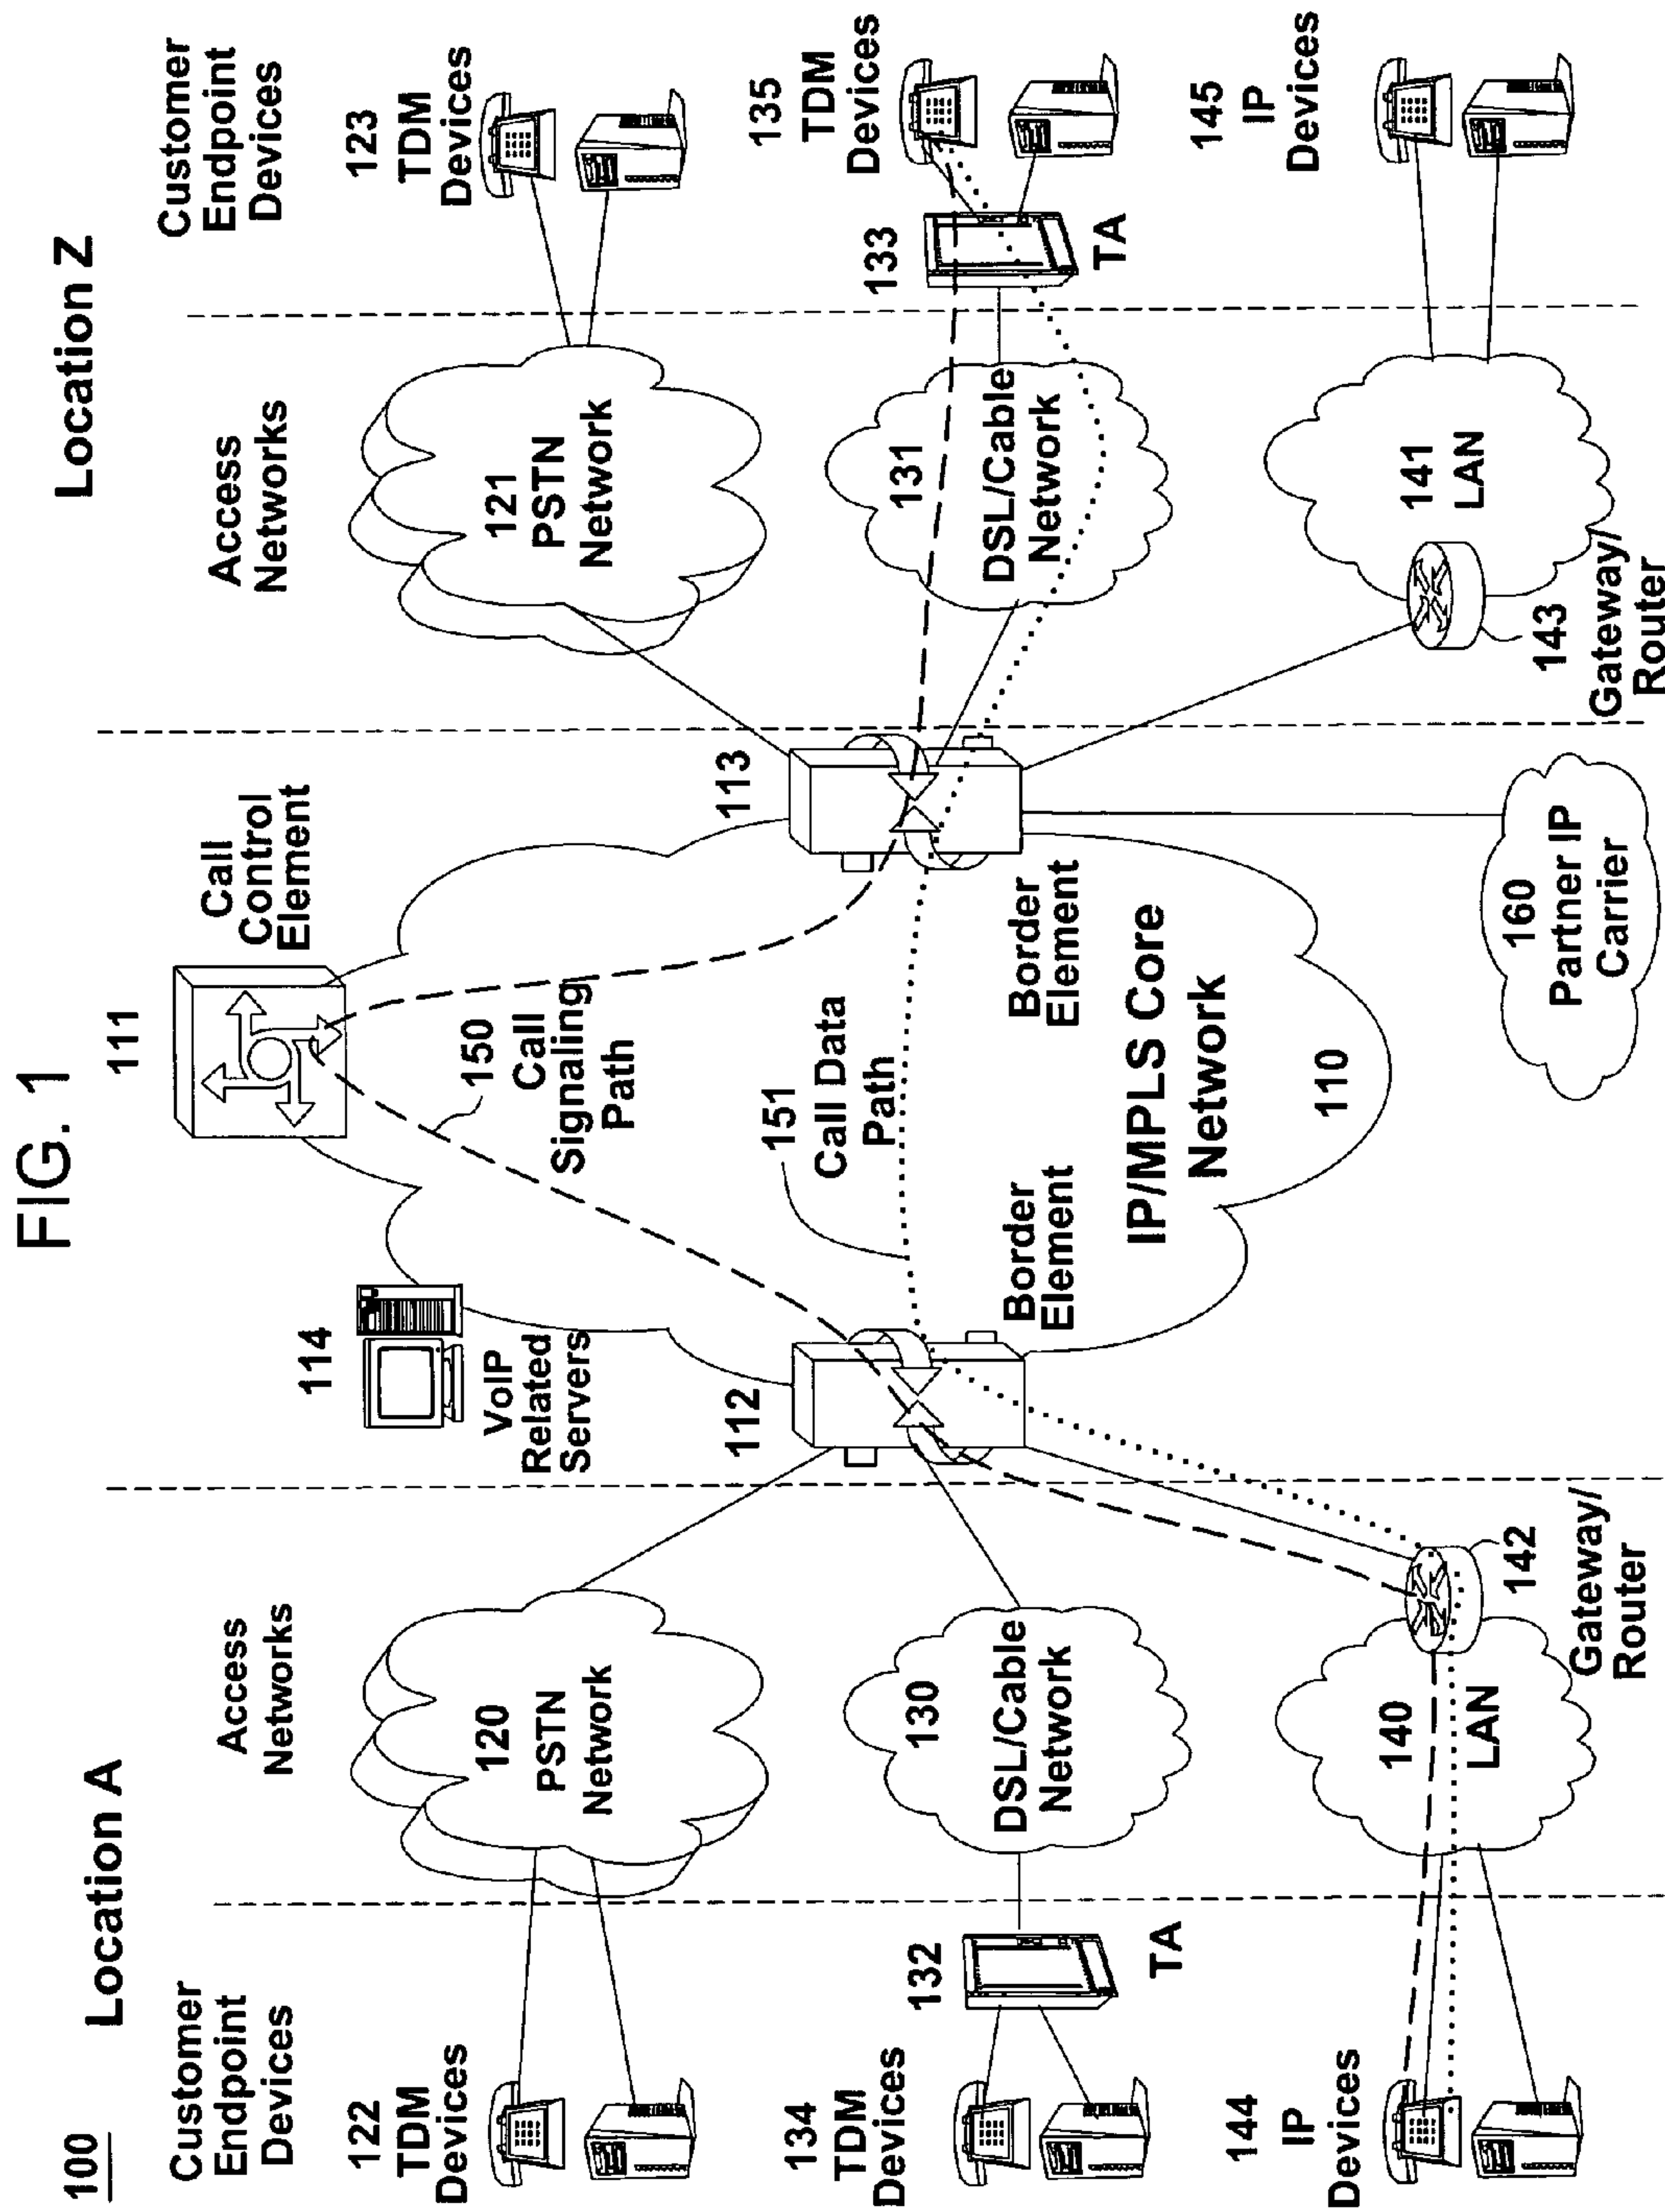 FIG. 1
100
Location A
Location Z
Customer
Endpoint
Devices
Access
Networks
Access
Networks
Customer
Endpoint
Devices
111
Call
Control
Element
114
VoIP
Related
Servers
122
TDM
Devices
120
PSTN
Network
121
PSTN
Network
123
TDM
Devices
150
Call
Signaling
Path
112
113
151
Call Data
Path
134
TDM
Devices
132
TA
130
DSL/Cable
Network
Border
Element
Border
Element
131
DSL/Cable
Network
133
TA
135
TDM
Devices
IP/MPLS Core
Network
110
144
IP
Devices
140
LAN
142
Gateway/
Router
160
Partner IP
Carrier
143
Gateway/
Router
141
LAN
145
IP
Devices